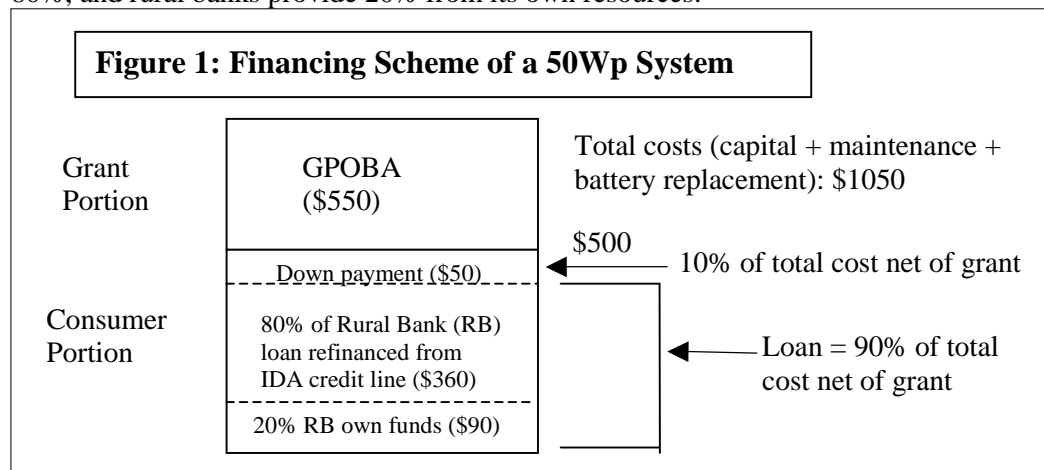 80%, and rural banks provide 20% from its own resources.
Figure 1: Financing Scheme of a 50Wp System
Grant
Portion
GPOBA
($550)
Total costs (capital + maintenance +
battery replacement): $1050
$500
Down payment ($50)
10% of total cost net of grant
Consumer
Portion
80% of Rural Bank (RB)
loan refinanced from
IDA credit line ($360)
Loan = 90% of total
cost net of grant
20% RB own funds ($90)